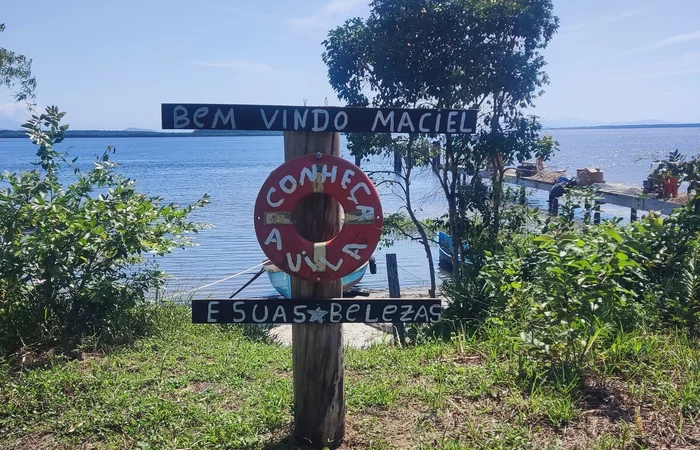 BEM VINDO MACIEL
CONHEÇA
A VILA
E SUAS BELEZAS